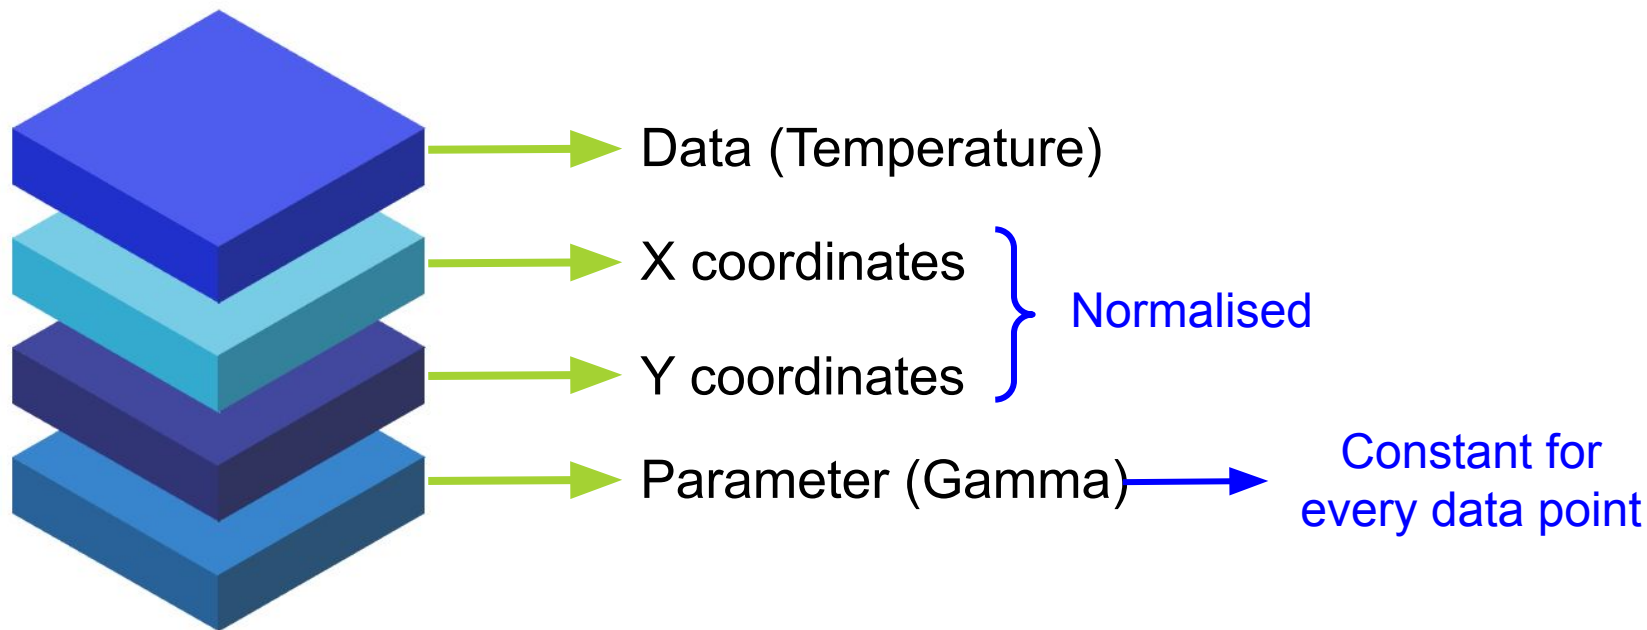 Data (Temperature)
X coordinates
Y coordinates
Normalised
Parameter (Gamma)
Constant for
every data point